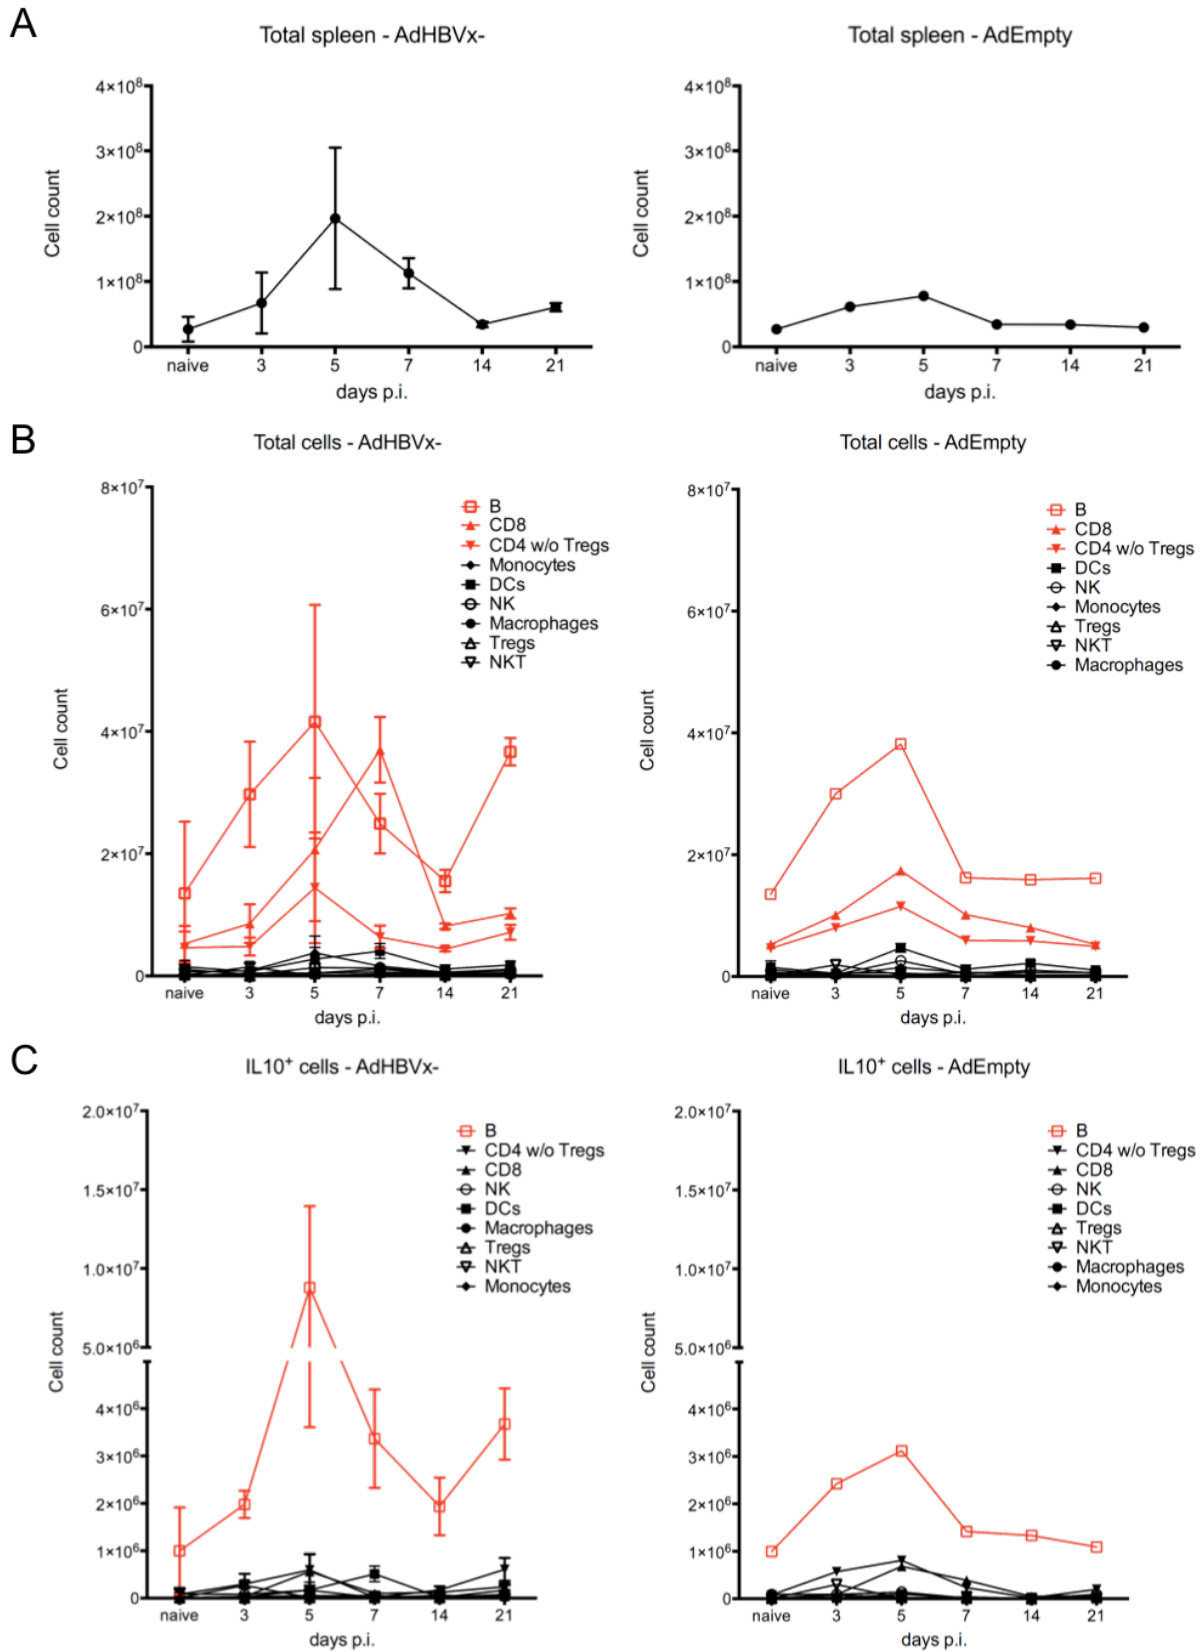 A
Total spleen - AdHBVx-
4×10⁸
3×10⁸
2×10⁸
1×10⁸
0
Cell count
naive 3 5 7 14 21
days p.i.
Total spleen - AdEmpty
4×10⁸
3×10⁸
2×10⁸
1×10⁸
0
Cell count
naive 3 5 7 14 21
days p.i.
B
Total cells - AdHBVx-
8×10⁷
6×10⁷
4×10⁷
2×10⁷
0
Cell count
B
CD8
CD4 w/o Tregs
Monocytes
DCs
NK
Macrophages
Tregs
NKT
naive 3 5 7 14 21
days p.i.
Total cells - AdEmpty
8×10⁷
6×10⁷
4×10⁷
2×10⁷
0
Cell count
B
CD8
CD4 w/o Tregs
DCs
NK
Monocytes
Tregs
NKT
Macrophages
naive 3 5 7 14 21
days p.i.
C
IL10⁺ cells - AdHBVx-
2.0×10⁷
1.5×10⁷
1.0×10⁷
5.0×10⁶
4×10⁶
3×10⁶
2×10⁶
1×10⁶
0
Cell count
B
CD4 w/o Tregs
CD8
NK
DCs
Macrophages
Tregs
NKT
Monocytes
naive 3 5 7 14 21
days p.i.
IL10⁺ cells - AdEmpty
2.0×10⁷
1.5×10⁷
1.0×10⁷
5.0×10⁶
4×10⁶
3×10⁶
2×10⁶
1×10⁶
0
Cell count
B
CD4 w/o Tregs
CD8
NK
DCs
Tregs
NKT
Macrophages
Monocytes
naive 3 5 7 14 21
days p.i.